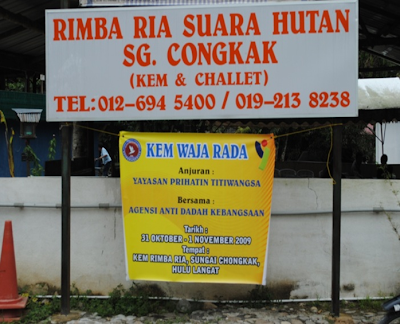 RIMBA RIA SUARA HUTAN
SG. CONGKAK
(KEM & CHALLET)
TEL: 012-694 5400 / 019-213 8238
KEM WAJA RADA
Anjuran :
YAYASAN PRIHATIN TITIWANGSA
Bersama :
AGENSI ANTI DADAH KEBANGSAAN
Tarikh :
31 OKTOBER - 1 NOVEMBER 2009
Tempat :
KEM RIMBA RIA, SUNGAI CHONGKAK,
HULU LANGAT